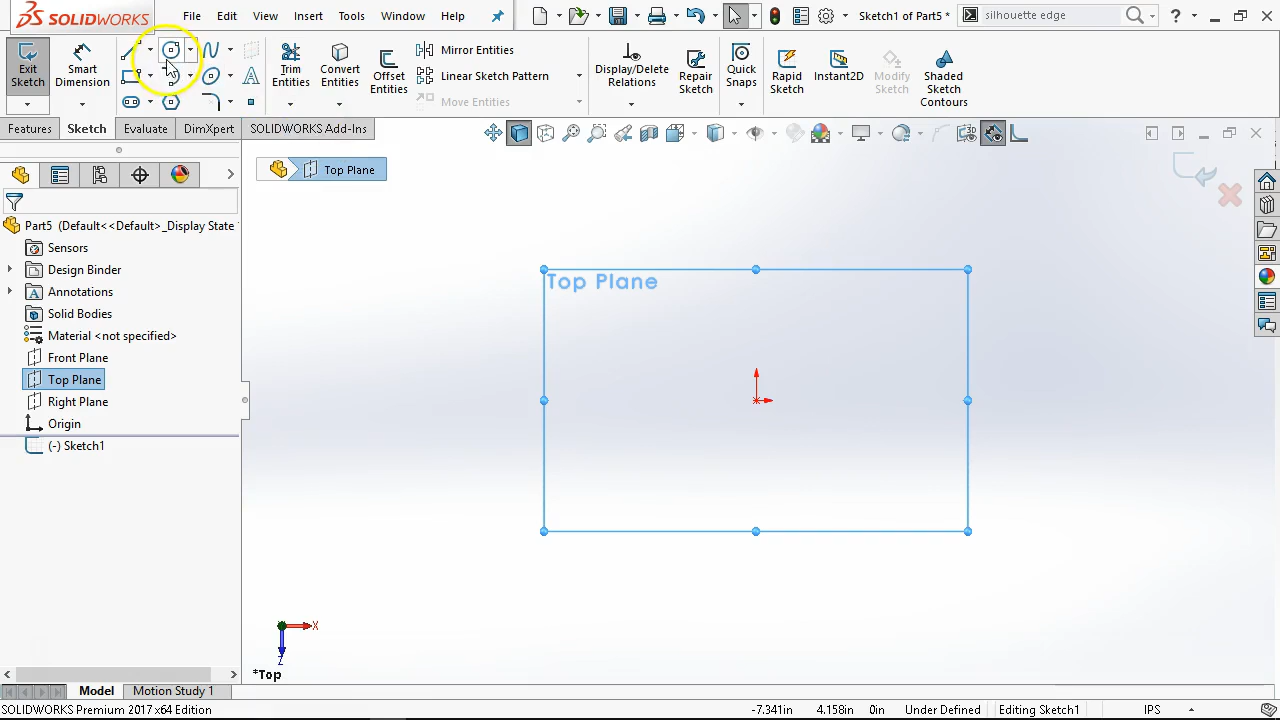 SOLIDWORKS File Edit View Insert Tools Window Help Sketch1 of Part5 * silhouette edge ?
Exit Sketch Smart Dimension Trim Entities Convert Entities Offset Entities Mirror Entities Linear Sketch Pattern Move Entities Display/Delete Relations Repair Sketch Quick Snaps Rapid Sketch Instant2D Modify Sketch Shaded Sketch Contours
Features Sketch Evaluate DimXpert SOLIDWORKS Add-Ins
Top Plane
Part5 (Default<<Default>_Display State
Sensors
Design Binder
Annotations
Solid Bodies
Material <not specified>
Front Plane
Top Plane
Right Plane
Origin
(-) Sketch1
Top Plane
X
Z
*Top
Model Motion Study 1
SOLIDWORKS Premium 2017 x64 Edition -7.341in 4.158in 0in Under Defined Editing Sketch1 IPS